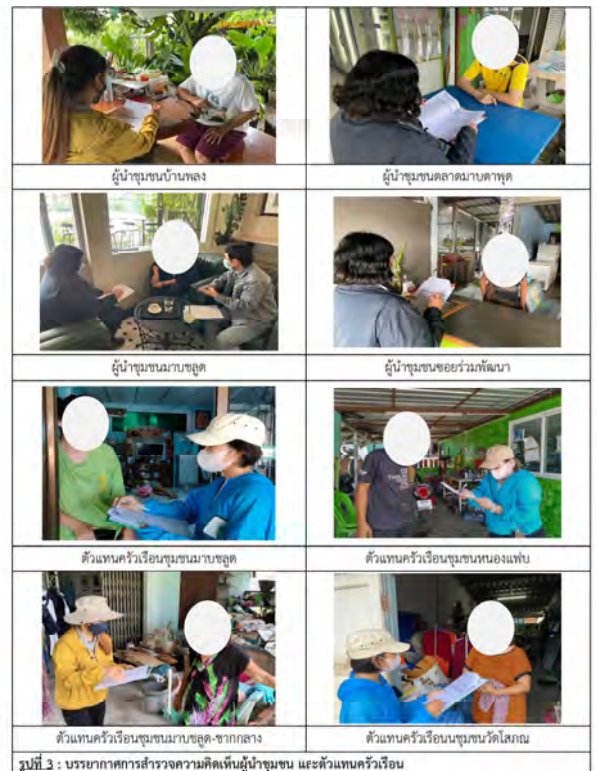 ผู้นำชุมชนบ้านพลง
ผู้นำชุมชนตลาดมาบตาพุด
ผู้นำชุมชนมาบชลูด
ผู้นำชุมชนซอยร่วมพัฒนา
ตัวแทนครัวเรือนชุมชนมาบชลูด
ตัวแทนครัวเรือนชุมชนหนองแฟบ
ตัวแทนครัวเรือนชุมชนมาบชลูด-ชากกลาง
ตัวแทนครัวเรือนนชุมชนวัดโสภณ
รูปที่ 3 : บรรยากาศการสำรวจความคิดเห็นผู้นำชุมชน และตัวแทนครัวเรือน